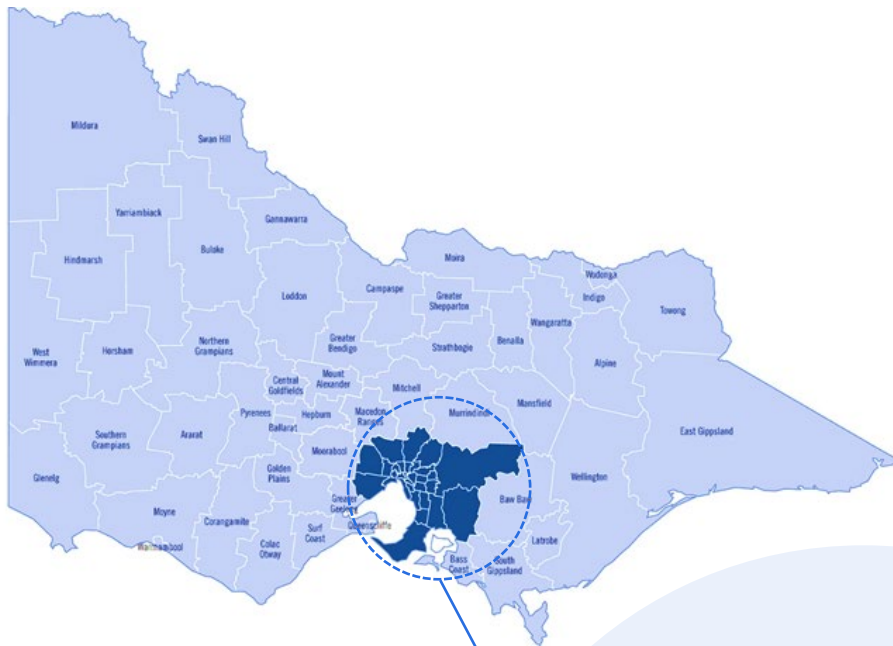 Mildura
Swan Hill
Yarriambiack
Gannawarra
Buloke
Hindmarsh
Moira
Wodonga
Campaspe
Loddon
Greater
Shepparton
Indigo
Towong
Wangaratta
Benalla
Greater
Bendigo
Northern
Grampians
Strathbogie
West
Wimmera
Horsham
Alpine
Mount
Alexander
Central
Goldfields
Mitchell
Mansfield
Macedon
Ranges
Murrindindi
Hepburn
Pyrenees
Ballarat
East Gippsland
Southern
Grampians
Ararat
Moorabool
Golden
Plains
Wellington
Glenelg
Baw Baw
Greater
Geelong
Moyne
Corangamite
Queenscliffe
Surf
Coast
Latrobe
Warrnambool
Colac
Otway
Bass
Coast
South
Gippsland